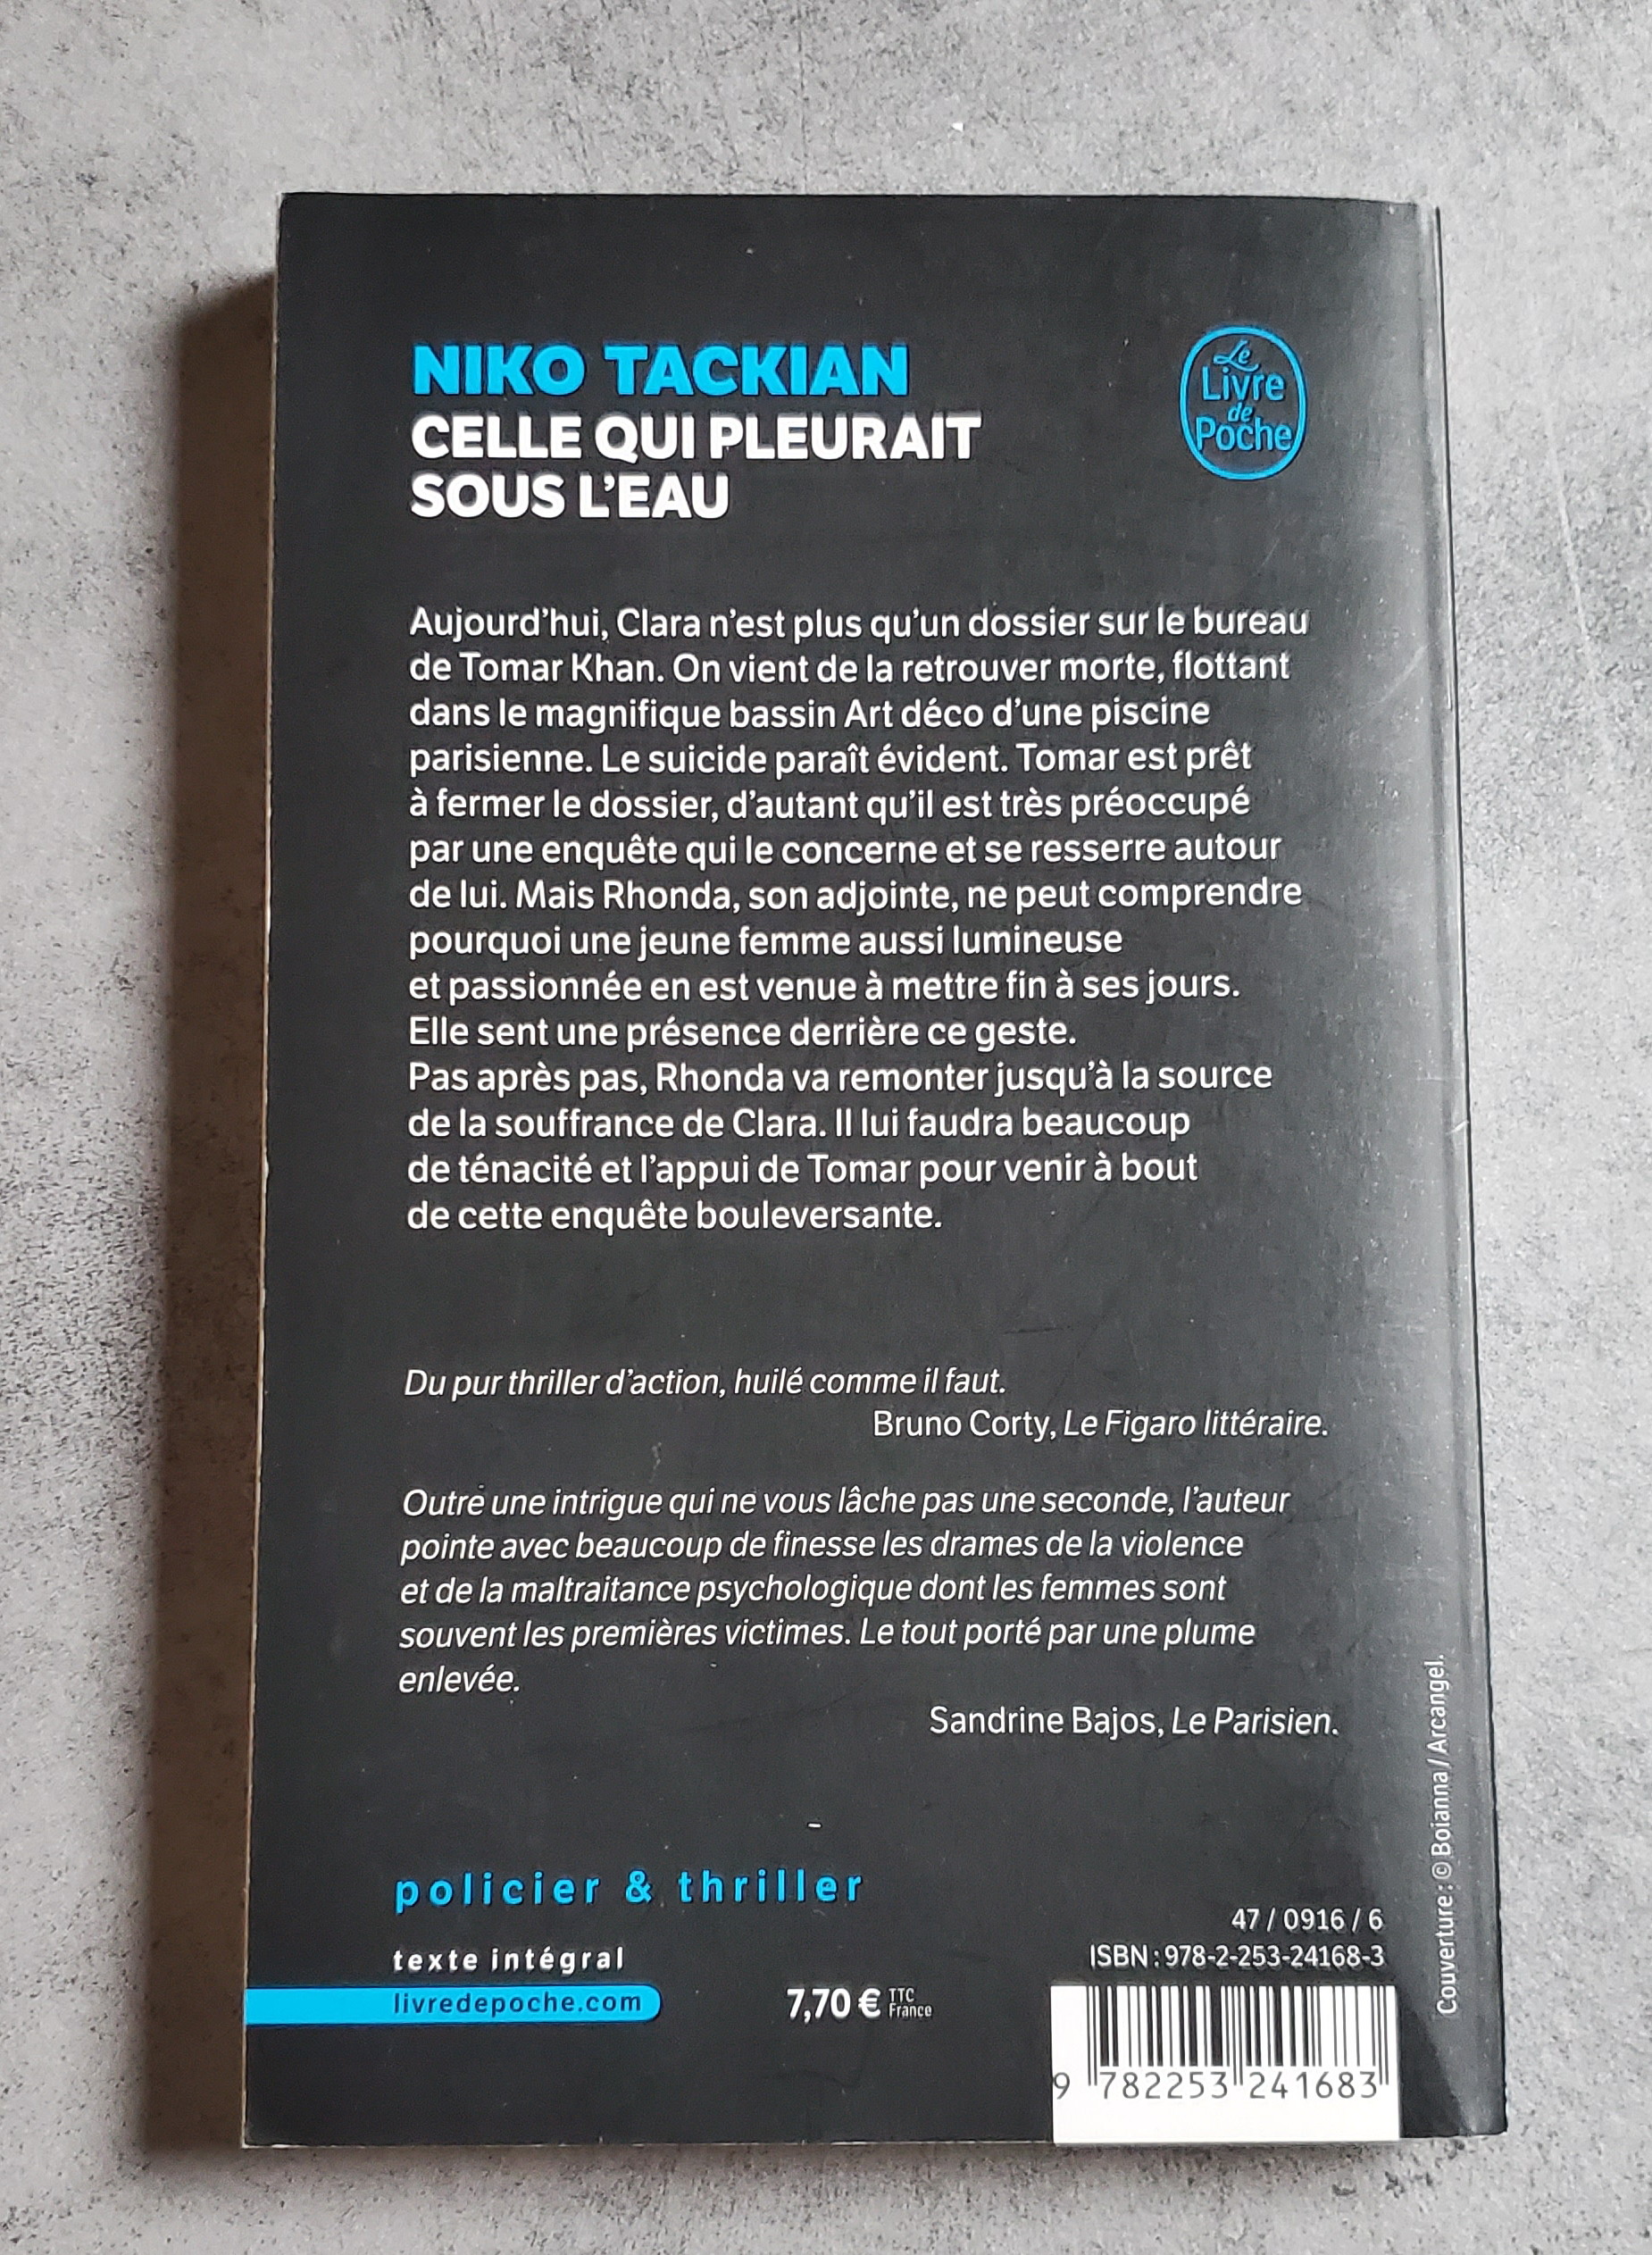 NIKO TACKIAN
CELLE QUI PLEURAIT
SOUS L'EAU
Le
Livre
de
Poche
Aujourd'hui, Clara n'est plus qu'un dossier sur le bureau
de Tomar Khan. On vient de la retrouver morte, flottant
dans le magnifique bassin Art déco d'une piscine
parisienne. Le suicide paraît évident. Tomar est prêt
à fermer le dossier, d'autant qu'il est très préoccupé
par une enquête qui le concerne et se resserre autour
de lui. Mais Rhonda, son adjointe, ne peut comprendre
pourquoi une jeune femme aussi lumineuse
et passionnée en est venue à mettre fin à ses jours.
Elle sent une présence derrière ce geste.
Pas après pas, Rhonda va remonter jusqu'à la source
de la souffrance de Clara. Il lui faudra beaucoup
de ténacité et l'appui de Tomar pour venir à bout
de cette enquête bouleversante.
Du pur thriller d'action, huilé comme il faut.
Bruno Corty, Le Figaro littéraire.
Outre une intrigue qui ne vous lâche pas une seconde, l'auteur
pointe avec beaucoup de finesse les drames de la violence
et de la maltraitance psychologique dont les femmes sont
souvent les premières victimes. Le tout porté par une plume
enlevée.
Sandrine Bajos, Le Parisien.
policier & thriller
texte intégral
livredepoche.com
7,70 € TTC
France
47 / 0916 / 6
ISBN : 978-2-253-24168-3
9 782253 241683
Couverture : © Boianna / Arcangel.